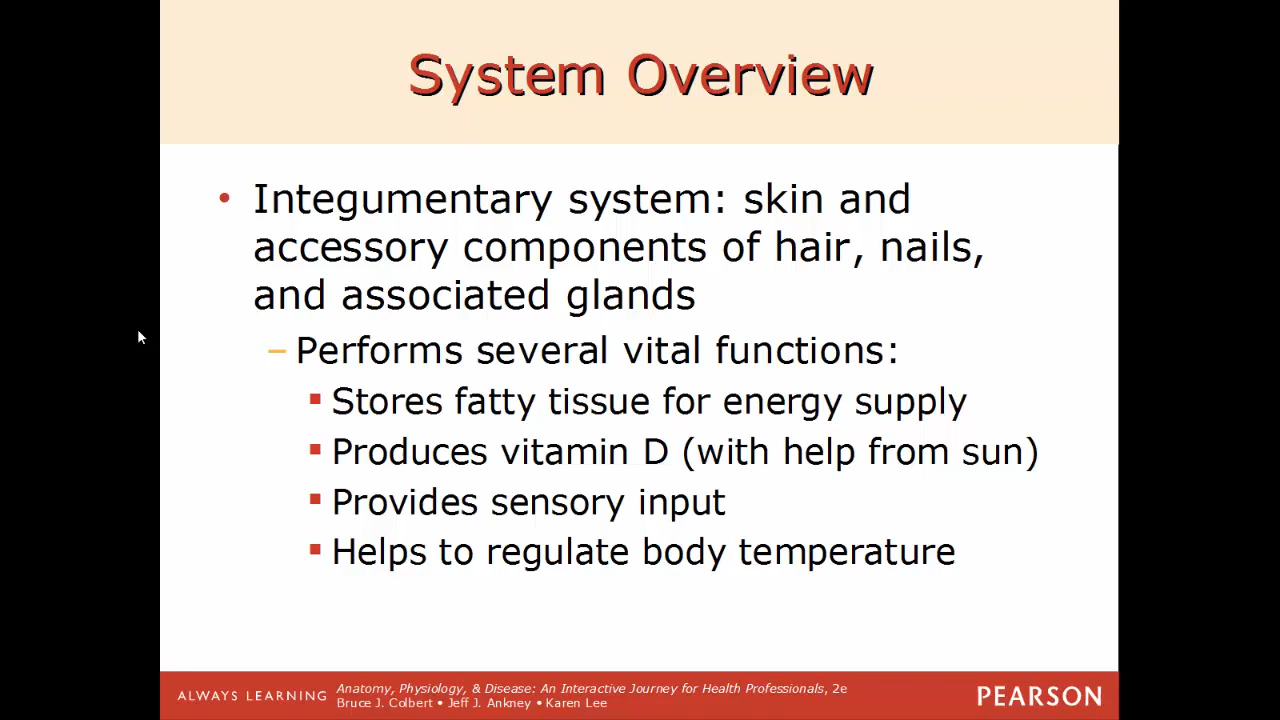 System Overview
• Integumentary system: skin and
accessory components of hair, nails,
and associated glands
– Performs several vital functions:
▪ Stores fatty tissue for energy supply
▪ Produces vitamin D (with help from sun)
▪ Provides sensory input
▪ Helps to regulate body temperature
ALWAYS LEARNING
Anatomy, Physiology, & Disease: An Interactive Journey for Health Professionals, 2e
Bruce J. Colbert • Jeff J. Ankney • Karen Lee
PEARSON